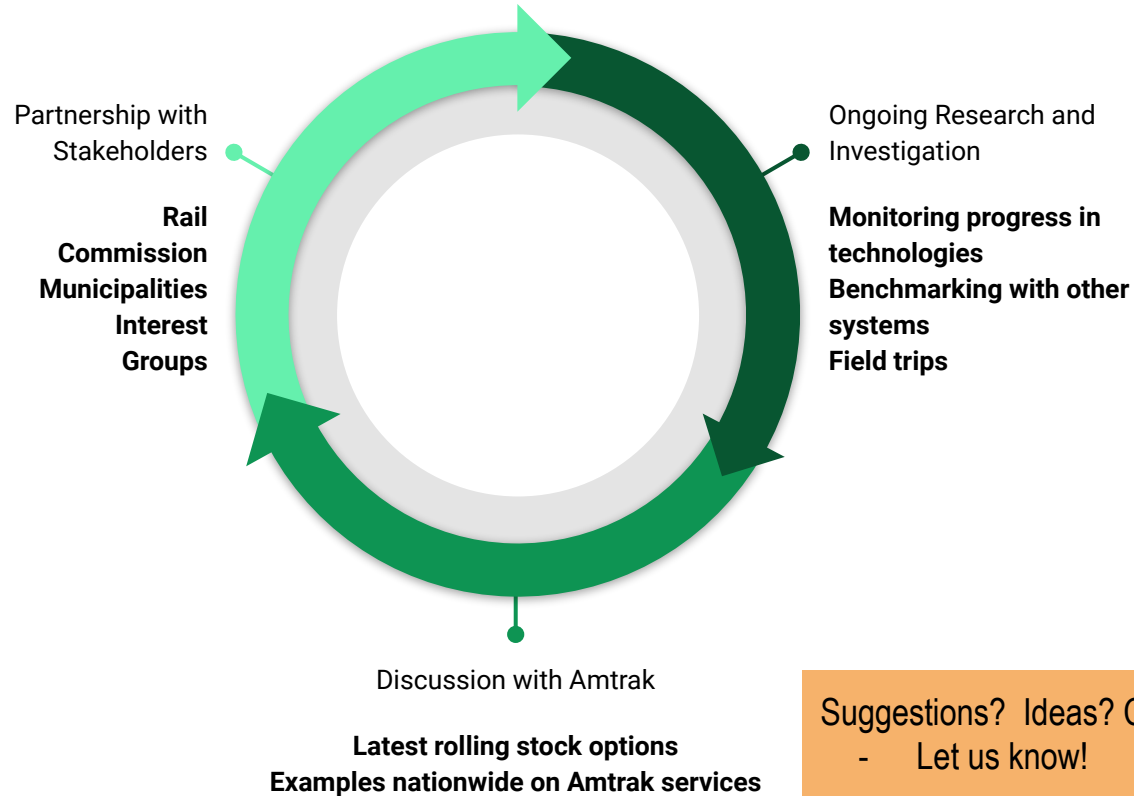 Partnership with
Stakeholders
Rail
Commission
Municipalities
Interest
Groups
Ongoing Research and
Investigation
Monitoring progress in
technologies
Benchmarking with other
systems
Field trips
Discussion with Amtrak
Latest rolling stock options
Examples nationwide on Amtrak services
Suggestions? Ideas?
- Let us know!